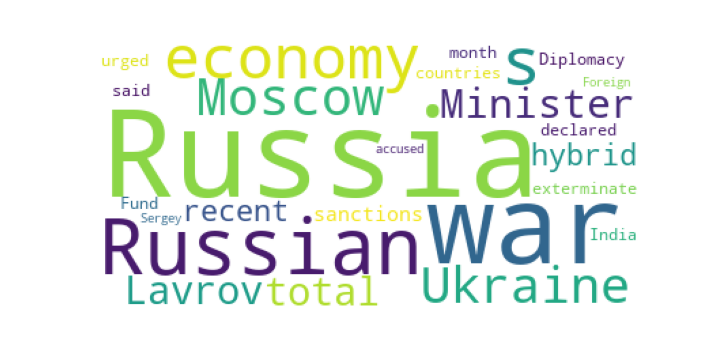 urged economy s month Diplomacy
countries Foreign
said Moscow Minister
Russia accused declared
hybrid
exterminate
Fund Sergey recent sanctions war India
Russian
Lavrov total Ukraine